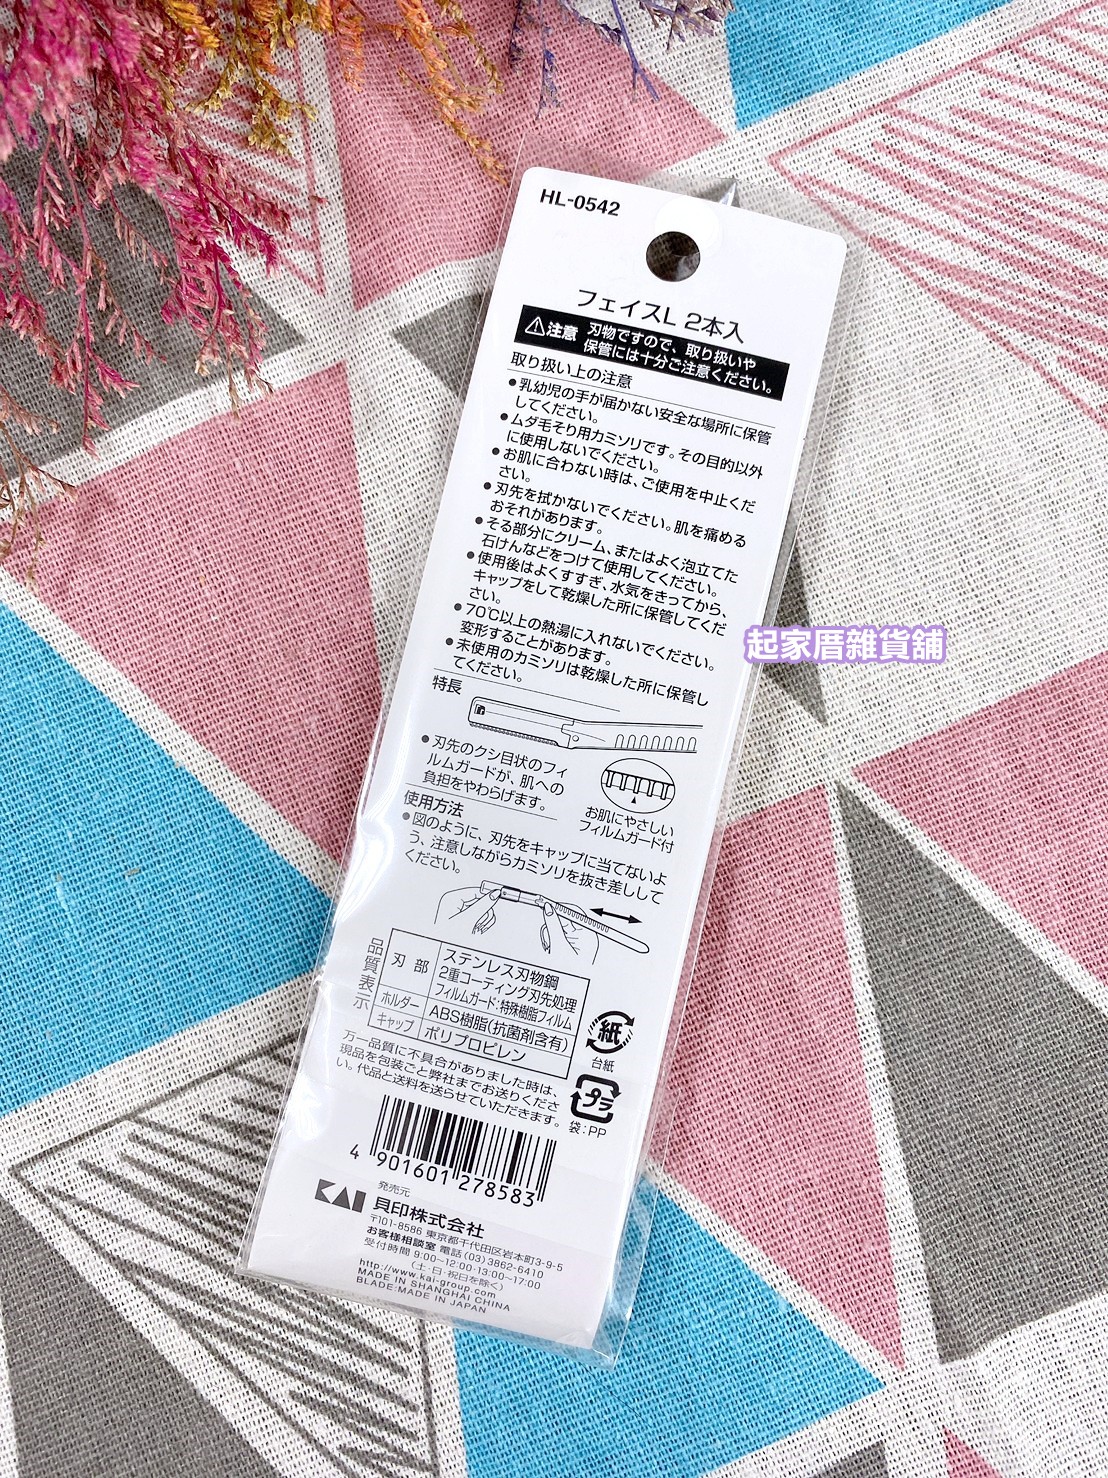 HL-0542
フェイスL 2本入
⚠注意 刃物ですので、取り扱いや
保管には十分ご注意ください。
取り扱い上の注意
●乳幼児の手が届かない安全な場所に保管
してください。
●ムダ毛そり用カミソリです。その目的以外
に使用しないでください。
●お肌に合わない時は、ご使用を中止くだ
さい。
●刃先を拭かないでください。肌を痛める
おそれがあります。
●そる部分にクリーム、またはよく泡立てた
石けんなどをつけて使用してください。
●使用後はよくすすぎ、水気をきってから、
キャップをして乾燥した所に保管してくだ
さい。
●70℃以上の熱湯に入れないでください。
変形することがあります。
●未使用のカミソリは乾燥した所に保管し
てください。
特長
●刃先のクシ目状のフィ
ルムガードが、肌への
負担をやわらげます。
お肌にやさしい
フィルムガード付
使用方法
●図のように、刃先をキャップに当てないよ
う、注意しながらカミソリを抜き差しして
ください。
品質表示
刃 部
ステンレス刃物鋼
2重コーティング刃先処理
フィルムガード:特殊樹脂フィルム
ホルダー ABS樹脂(抗菌剤含有)
キャップ ポリプロピレン
紙
台紙
プラ
袋:PP
万一品質に不具合がありました時は、
現品を包装ごと弊社までお送りくださ
い。代品と送料を送らせていただきます。
4 901601 278583
発売元
KAI 貝印株式会社
〒101-8586 東京都千代田区岩本町3-9-5
お客様相談室 電話(03)3862-6410
受付時間 9:00~12:00・13:00~17:00
(土・日・祝日を除く)
http://www.kai-group.com
MADE IN SHANGHAI CHINA
BLADE:MADE IN JAPAN
起家厝雜貨舖